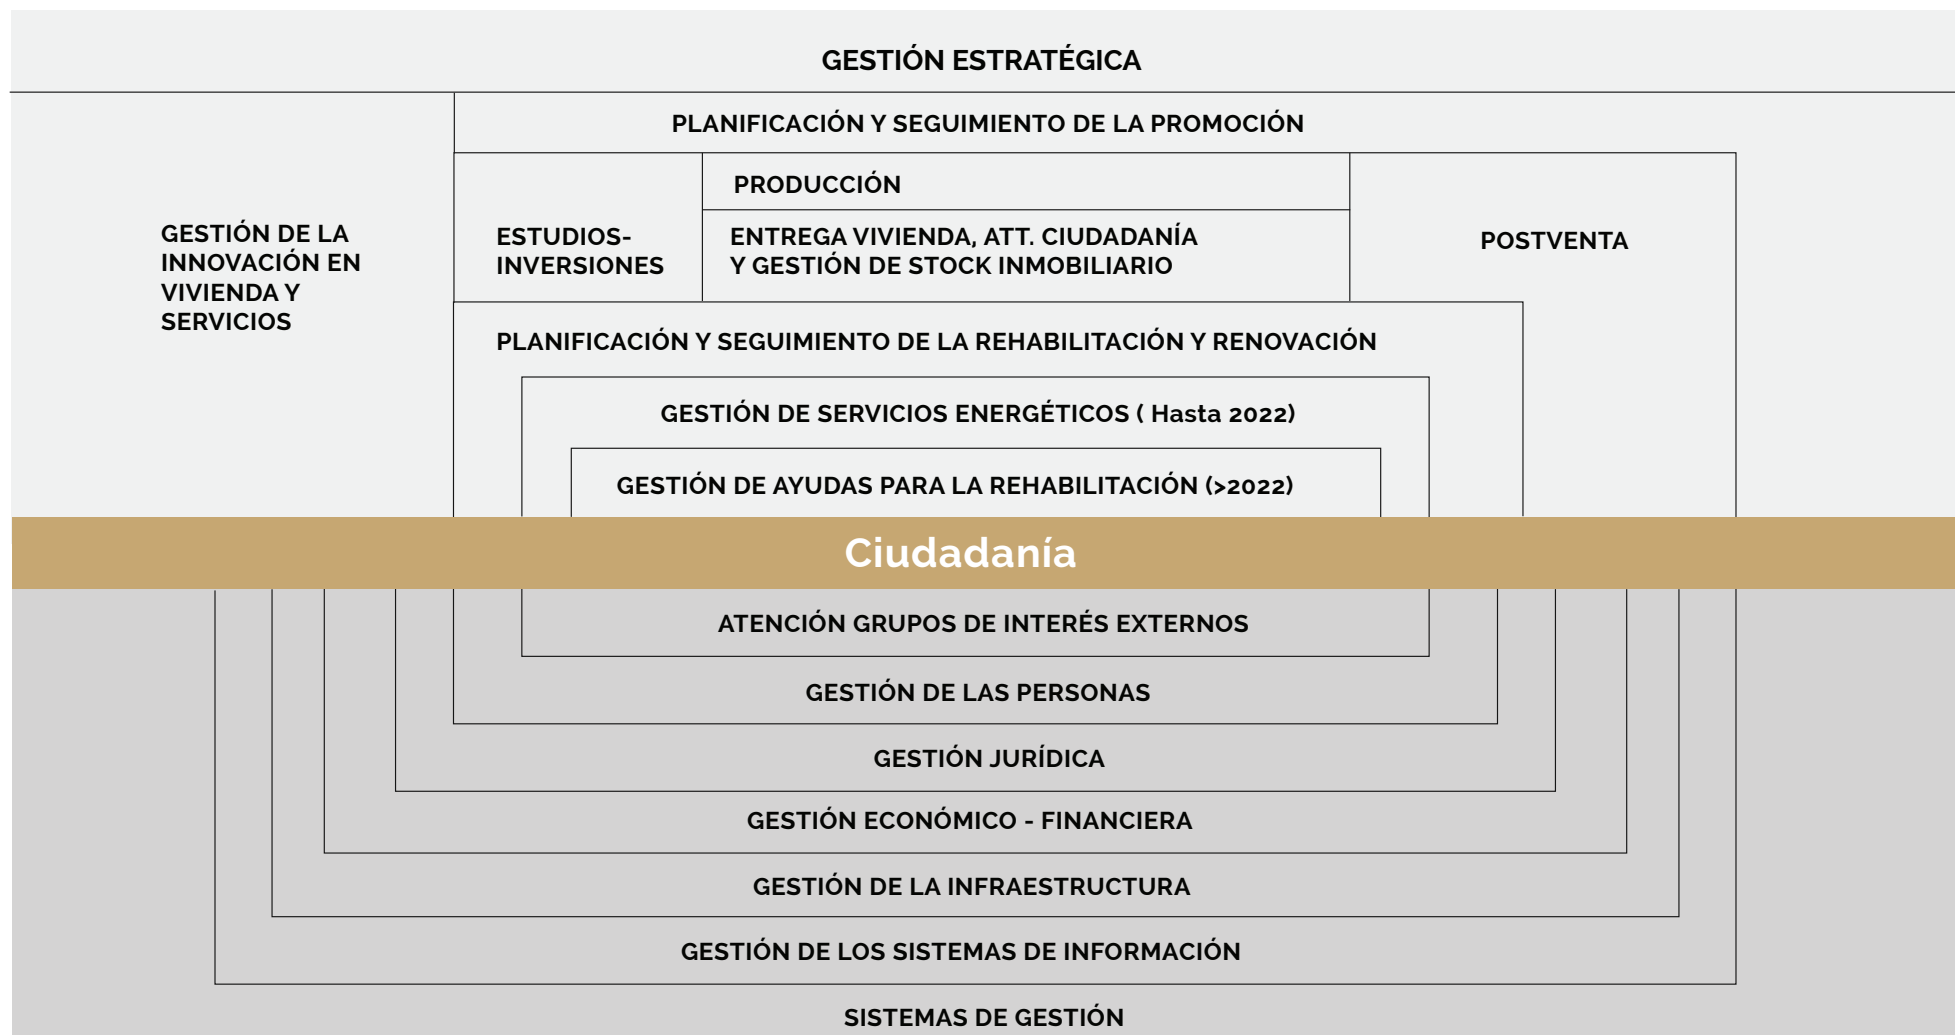 GESTIÓN ESTRATÉGICA
PLANIFICACIÓN Y SEGUIMIENTO DE LA PROMOCIÓN
GESTIÓN DE LA
INNOVACIÓN EN
VIVIENDA Y
SERVICIOS
ESTUDIOS-
INVERSIONES
PRODUCCIÓN
ENTREGA VIVIENDA, ATT. CIUDADANÍA
Y GESTIÓN DE STOCK INMOBILIARIO
POSTVENTA
PLANIFICACIÓN Y SEGUIMIENTO DE LA REHABILITACIÓN Y RENOVACIÓN
GESTIÓN DE SERVICIOS ENERGÉTICOS ( Hasta 2022)
GESTIÓN DE AYUDAS PARA LA REHABILITACIÓN (>2022)
Ciudadanía
ATENCIÓN GRUPOS DE INTERÉS EXTERNOS
GESTIÓN DE LAS PERSONAS
GESTIÓN JURÍDICA
GESTIÓN ECONÓMICO - FINANCIERA
GESTIÓN DE LA INFRAESTRUCTURA
GESTIÓN DE LOS SISTEMAS DE INFORMACIÓN
SISTEMAS DE GESTIÓN